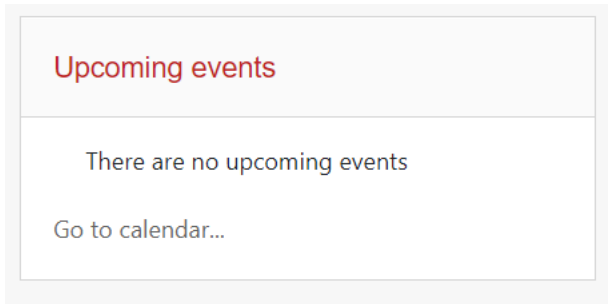 Upcoming events
There are no upcoming events
Go to calendar...